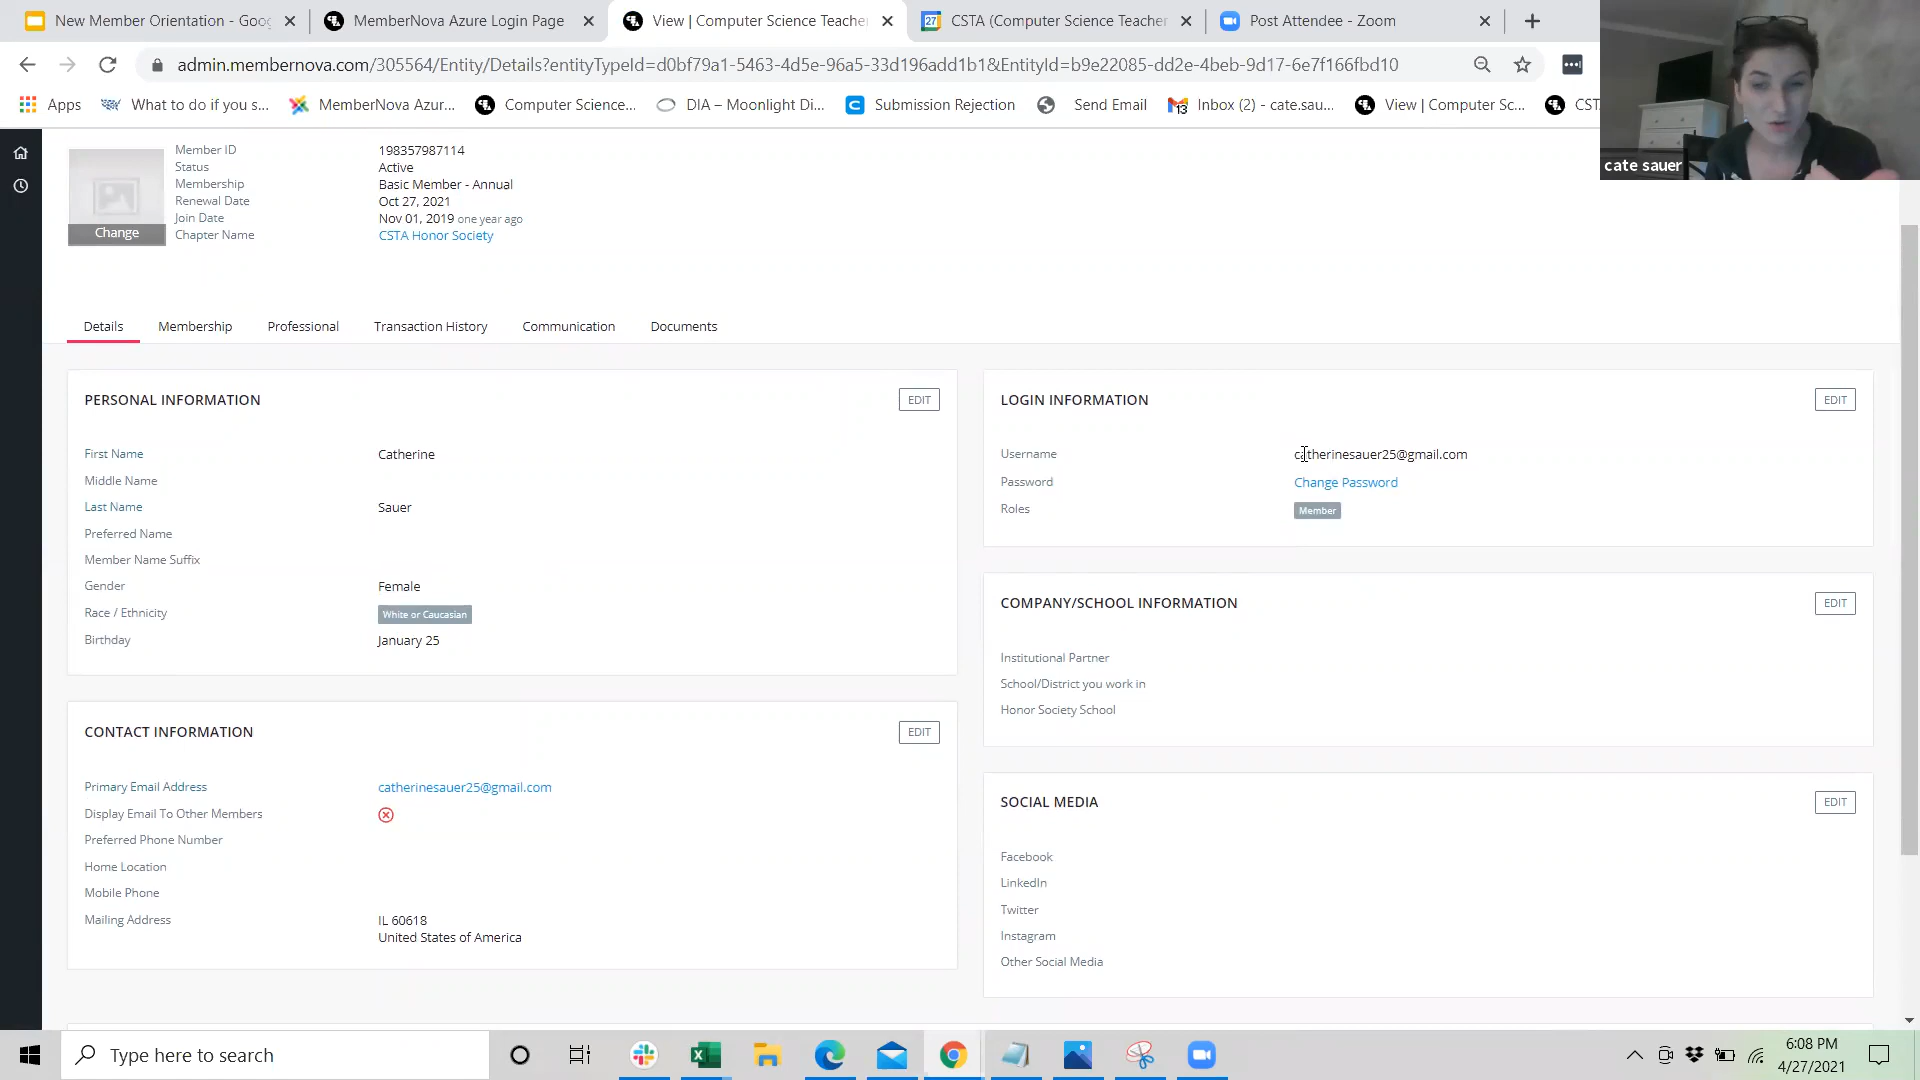 New Member Orientation - Goog
MemberNova Azure Login Page
View | Computer Science Teache
CSTA (Computer Science Teacher
Post Attendee - Zoom
admin.membernova.com/305564/Entity/Details?entityTypeId=d0bf79a1-5463-4d5e-96a5-33d196add1b1&EntityId=b9e22085-dd2e-4beb-9d17-6e7f166fbd10
Apps
What to do if you s...
MemberNova Azur...
Computer Science...
DIA – Moonlight Di...
Submission Rejection
Send Email
Inbox (2) - cate.sau...
View | Computer Sc...
CST
cate sauer
Change
Member ID 198357987114
Status Active
Membership Basic Member - Annual
Renewal Date Oct 27, 2021
Join Date Nov 01, 2019 one year ago
Chapter Name CSTA Honor Society
Details Membership Professional Transaction History Communication Documents
PERSONAL INFORMATION EDIT
First Name Catherine
Middle Name
Last Name Sauer
Preferred Name
Member Name Suffix
Gender Female
Race / Ethnicity White or Caucasian
Birthday January 25
CONTACT INFORMATION EDIT
Primary Email Address catherinesauer25@gmail.com
Display Email To Other Members
Preferred Phone Number
Home Location
Mobile Phone
Mailing Address IL 60618
United States of America
LOGIN INFORMATION EDIT
Username catherinesauer25@gmail.com
Password Change Password
Roles Member
COMPANY/SCHOOL INFORMATION EDIT
Institutional Partner
School/District you work in
Honor Society School
SOCIAL MEDIA EDIT
Facebook
LinkedIn
Twitter
Instagram
Other Social Media
Type here to search
6:08 PM
4/27/2021